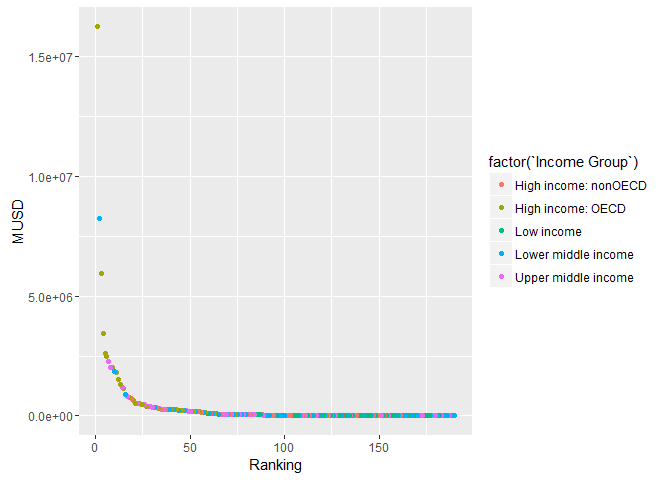 1.5e+07
1.0e+07
5.0e+06
0.0e+00
MUSD
0 50 100 150
Ranking
factor(`Income Group`)
High income: nonOECD
High income: OECD
Low income
Lower middle income
Upper middle income